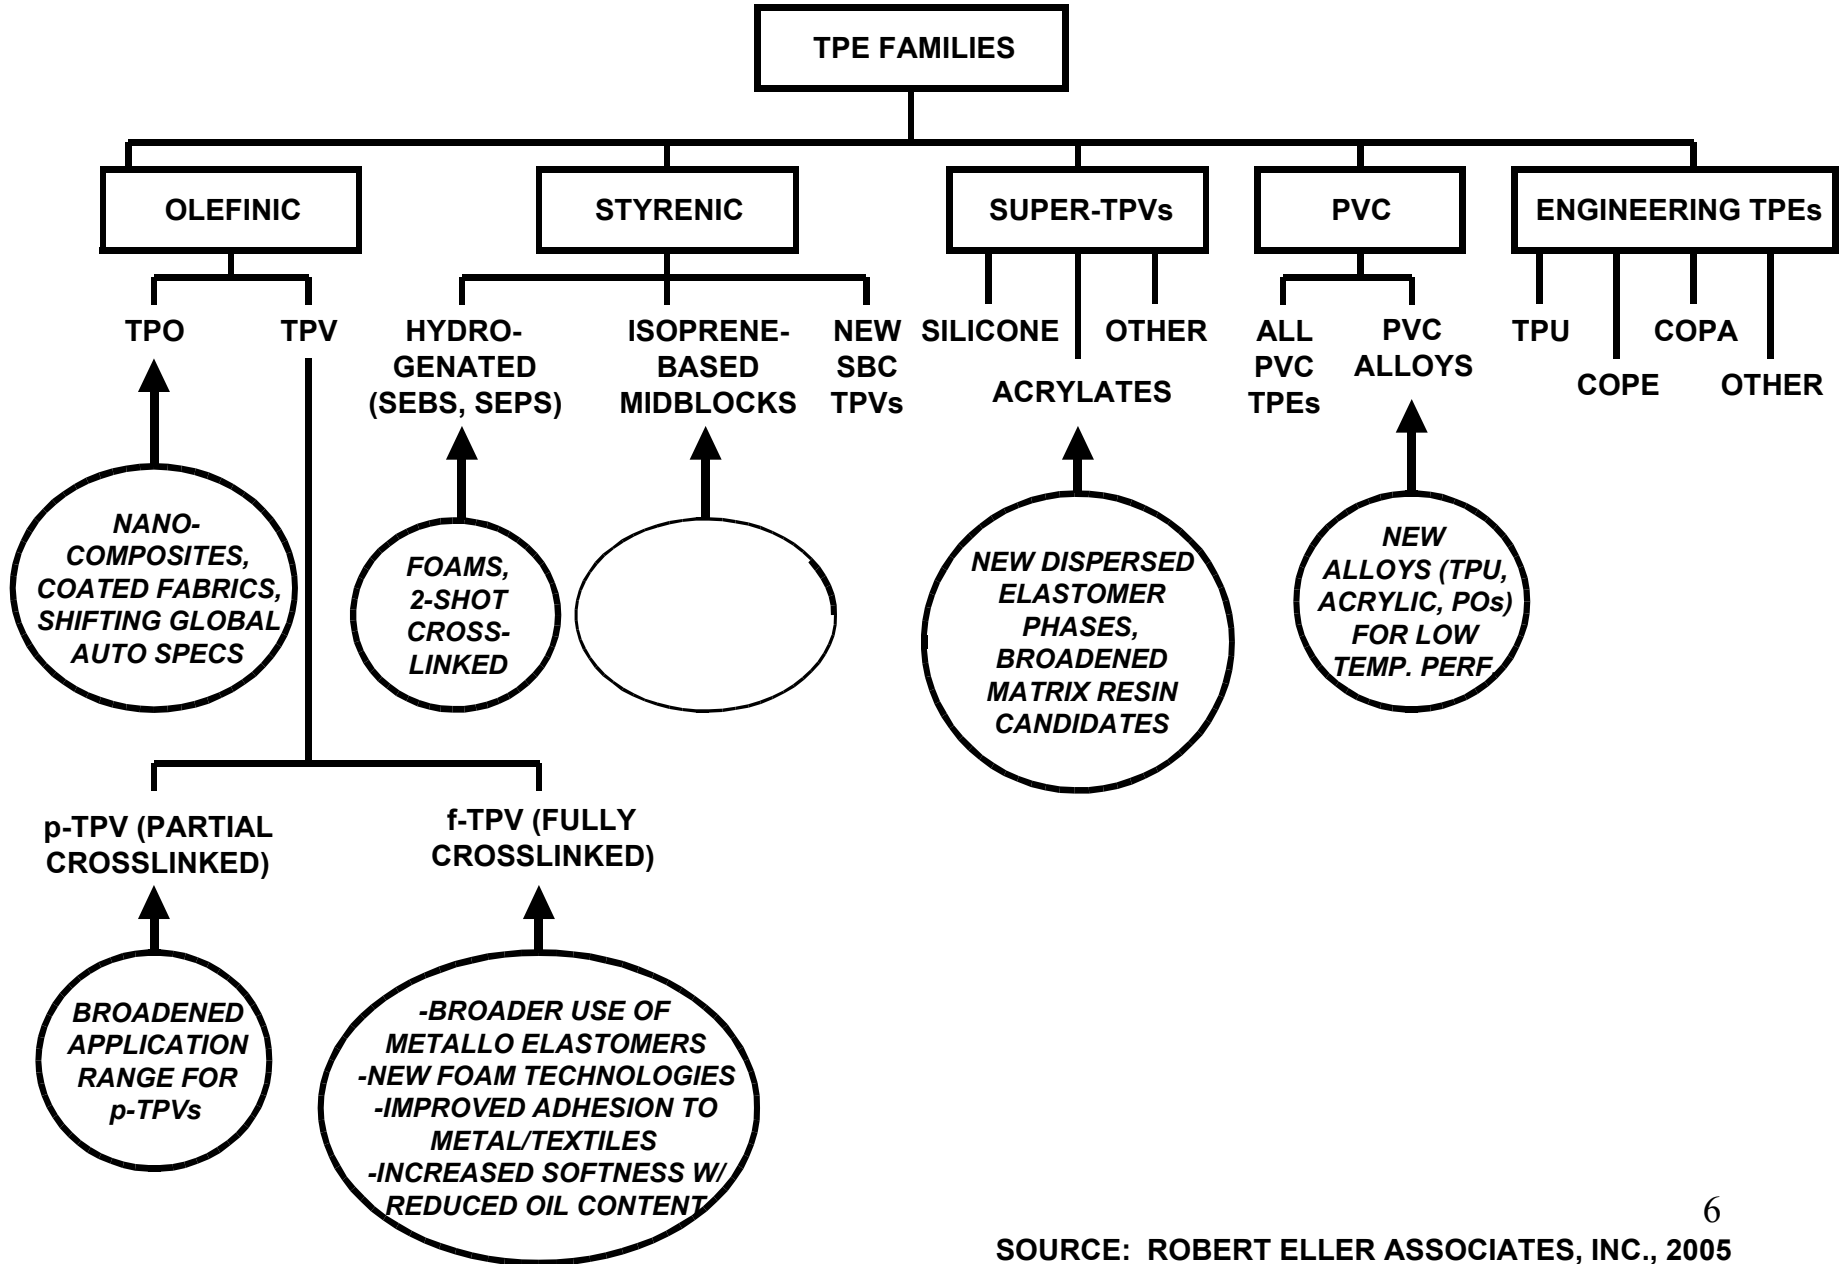 TPE FAMILIES
OLEFINIC
STYRENIC
SUPER-TPVs
PVC
ENGINEERING TPEs
TPO
TPV
HYDRO-
GENATED
(SEBS, SEPS)
ISOPRENE-
BASED
MIDBLOCKS
NEW
SBC
TPVs
SILICONE
ACRYLATES
OTHER
ALL
PVC
TPEs
PVC
ALLOYS
TPU
COPE
COPA
OTHER
NANO-
COMPOSITES,
COATED FABRICS,
SHIFTING GLOBAL
AUTO SPECS
FOAMS,
2-SHOT
CROSS-
LINKED
NEW DISPERSED
ELASTOMER
PHASES,
BROADENED
MATRIX RESIN
CANDIDATES
NEW
ALLOYS (TPU,
ACRYLIC, POs)
FOR LOW
TEMP. PERF.
p-TPV (PARTIAL
CROSSLINKED)
f-TPV (FULLY
CROSSLINKED)
BROADENED
APPLICATION
RANGE FOR
p-TPVs
-BROADER USE OF
METALLO ELASTOMERS
-NEW FOAM TECHNOLOGIES
-IMPROVED ADHESION TO
METAL/TEXTILES
-INCREASED SOFTNESS W/
REDUCED OIL CONTENT
6
SOURCE: ROBERT ELLER ASSOCIATES, INC., 2005